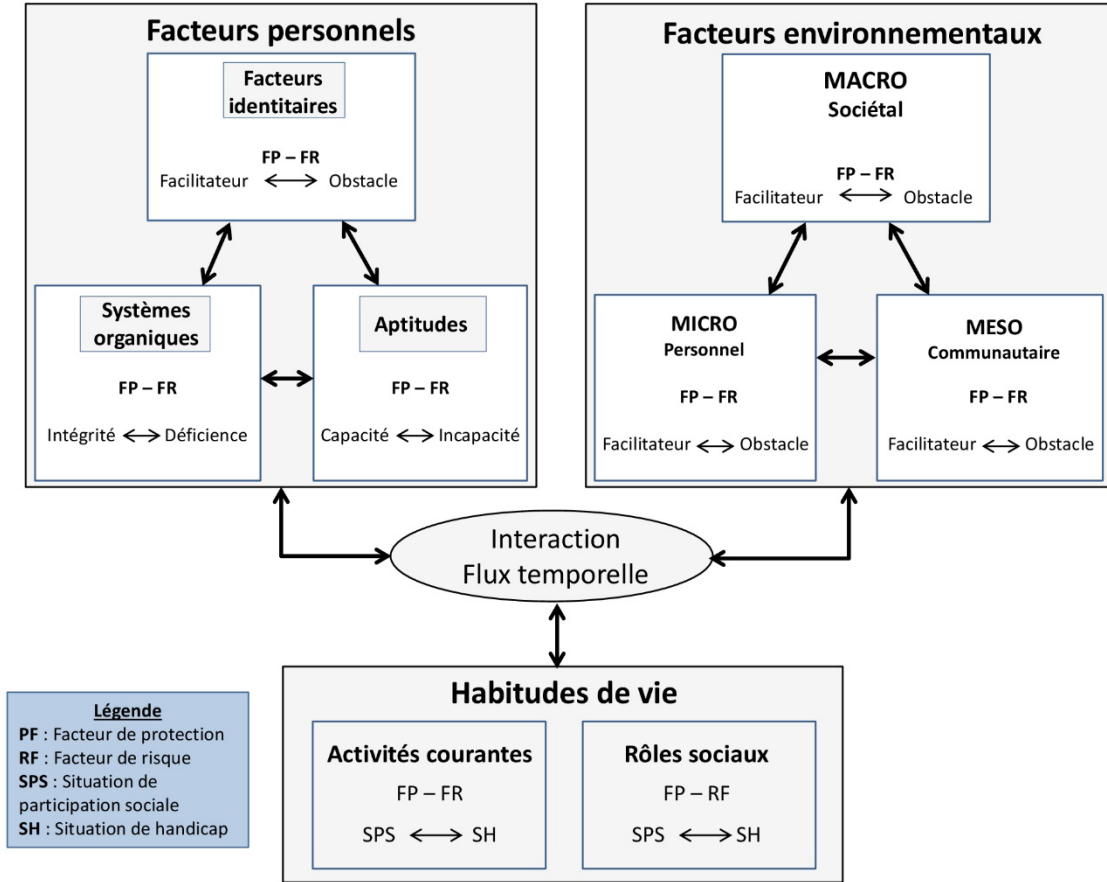 Facteurs personnels
Facteurs
identitaires
FP – FR
Facilitateur
Obstacle
Systèmes
organiques
FP – FR
Intégrité
Déficience
Aptitudes
FP – FR
Capacité
Incapacité
Facteurs environnementaux
MACRO
Sociétal
FP – FR
Facilitateur
Obstacle
MICRO
Personnel
FP – FR
Facilitateur
Obstacle
MESO
Communautaire
FP – FR
Facilitateur
Obstacle
Interaction
Flux temporelle
Habitudes de vie
Activités courantes
FP – FR
SPS
SH
Rôles sociaux
FP – RF
SPS
SH
Légende
PF : Facteur de protection
RF : Facteur de risque
SPS : Situation de
participation sociale
SH : Situation de handicap